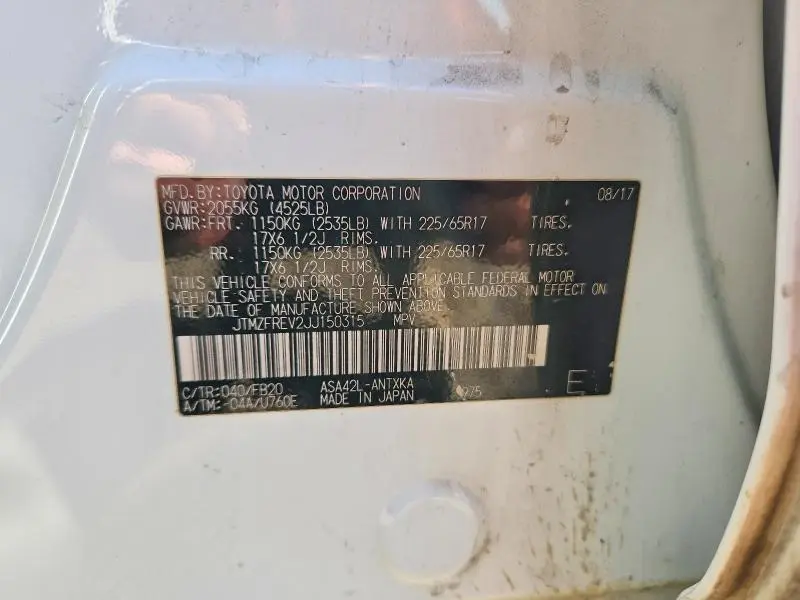 MFD.BY:TOYOTA MOTOR CORPORATION 08/17
GVWR:2055KG (4525LB)
GAWR:FRT. 1150KG (2535LB) WITH 225/65R17 TIRES.
17X6 1/2J RIMS.
RR. 1150KG (2535LB) WITH 225/65R17 TIRES.
17X6 1/2J RIMS.
THIS VEHICLE CONFORMS TO ALL APPLICABLE FEDERAL MOTOR
VEHICLE SAFETY AND THEFT PREVENTION STANDARDS IN EFFECT ON
THE DATE OF MANUFACTURE SHOWN ABOVE.
JTMZFREV2JJ150315 MPV
C/TR:040/FB20 ASA42L-ANTXKA E
A/TM:-04A/U760E MADE IN JAPAN